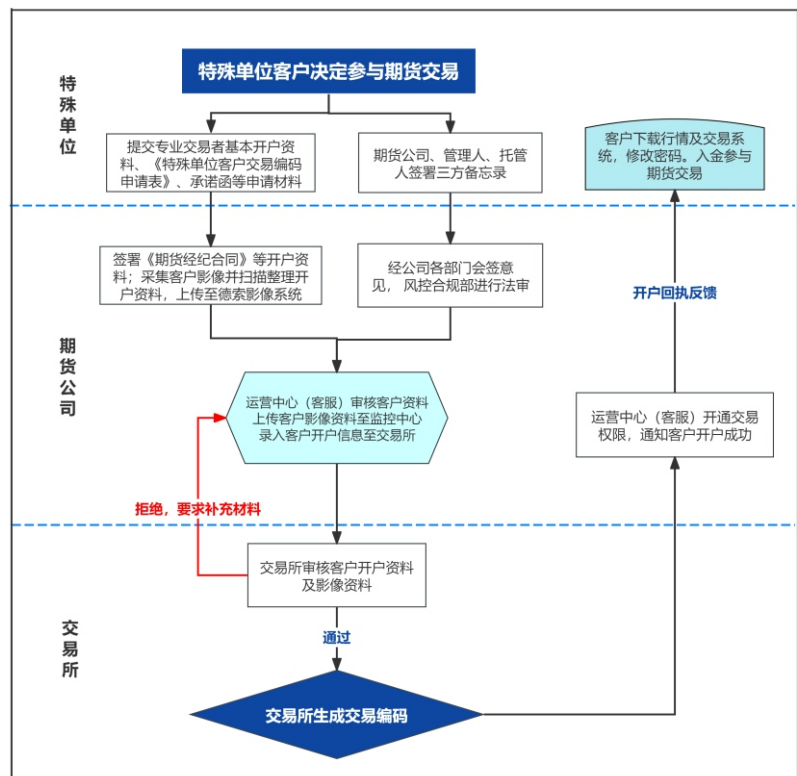 特殊单位
特殊单位客户决定参与期货交易
提交专业交易者基本开户资
料、《特殊单位客户交易编码
申请表》、承诺函等申请材料
期货公司、管理人、托管
人签署三方备忘录
客户下载行情及交易系
统，修改密码。入金参与
期货交易
期货公司
签署《期货经纪合同》等开户资
料；采集客户影像并扫描整理开
户资料，上传至德索影像系统
经公司各部门会签意
见， 风控合规部进行法审
开户回执反馈
运营中心（客服）审核客户资料
上传客户影像资料至监控中心
录入客户开户信息至交易所
运营中心（客服）开通交易
权限，通知客户开户成功
拒绝，要求补充材料
交易所
交易所审核客户开户资料
及影像资料
通过
交易所生成交易编码